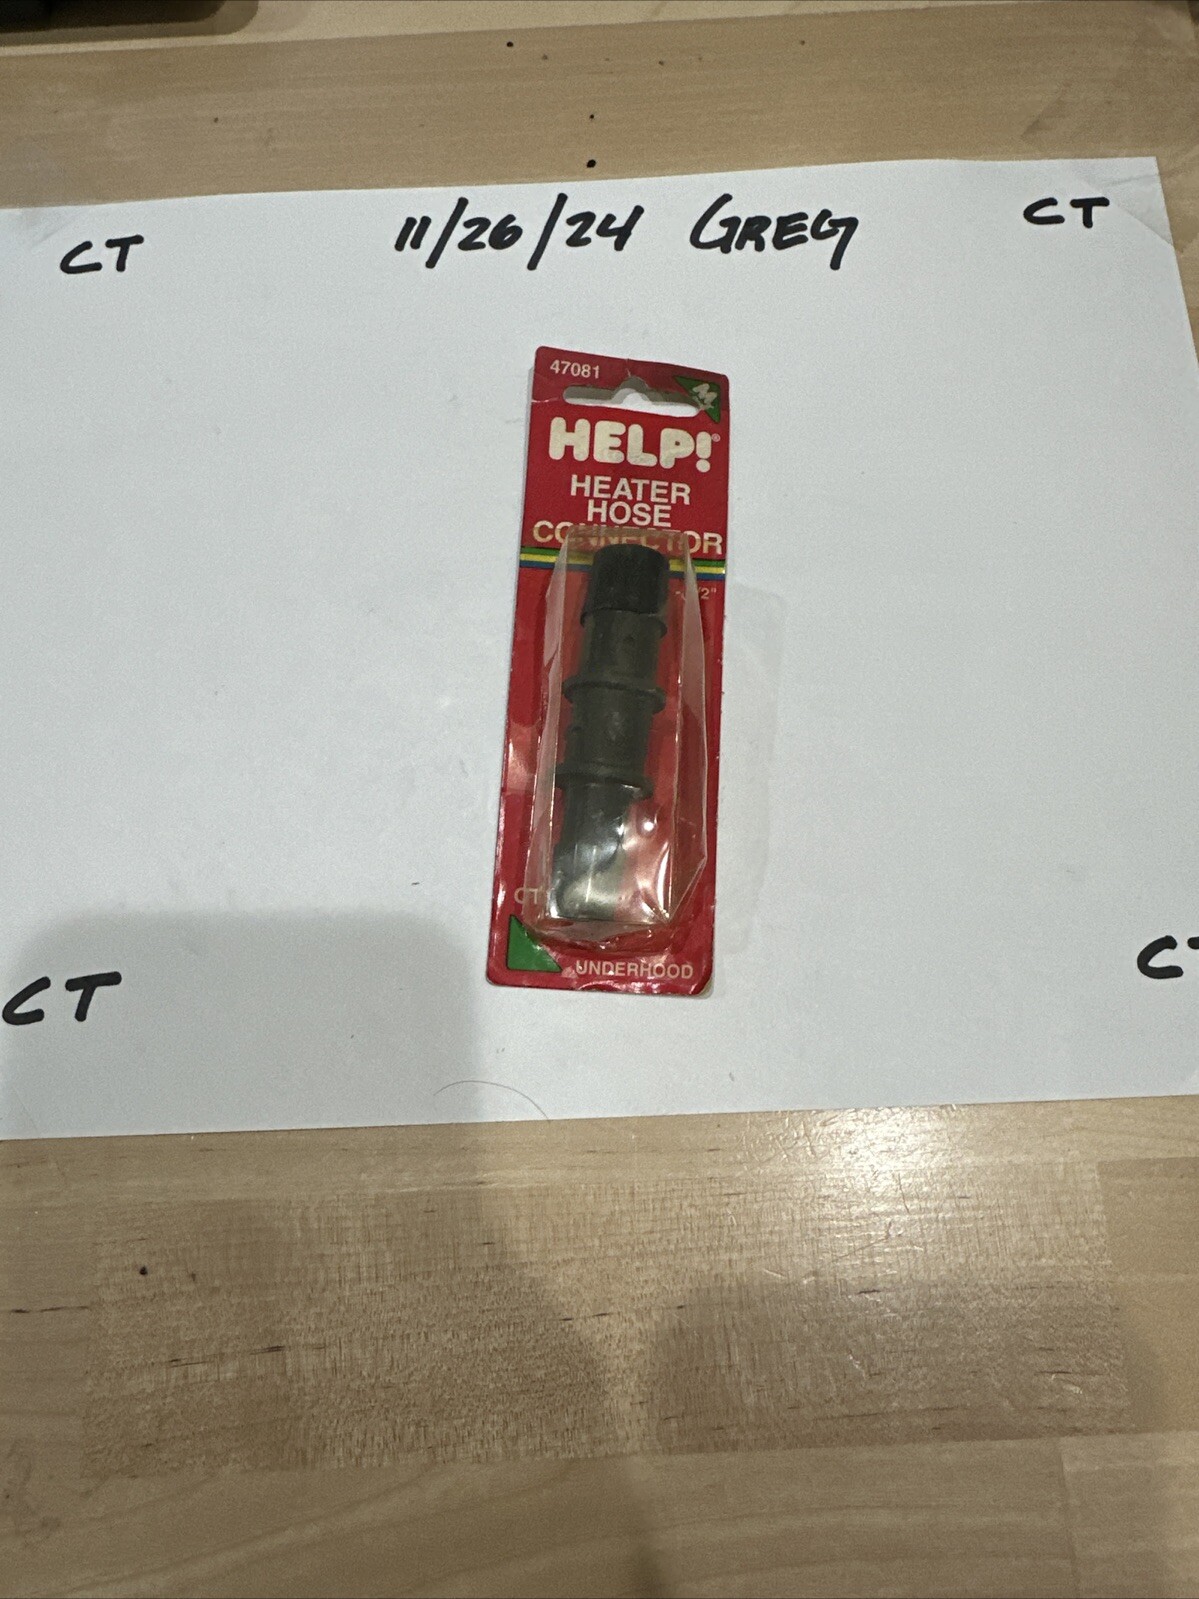 CT 11/26/24 GREG CT
47081
HELP!®
HEATER
HOSE
CONNECTOR
CT
UNDERHOOD
CT